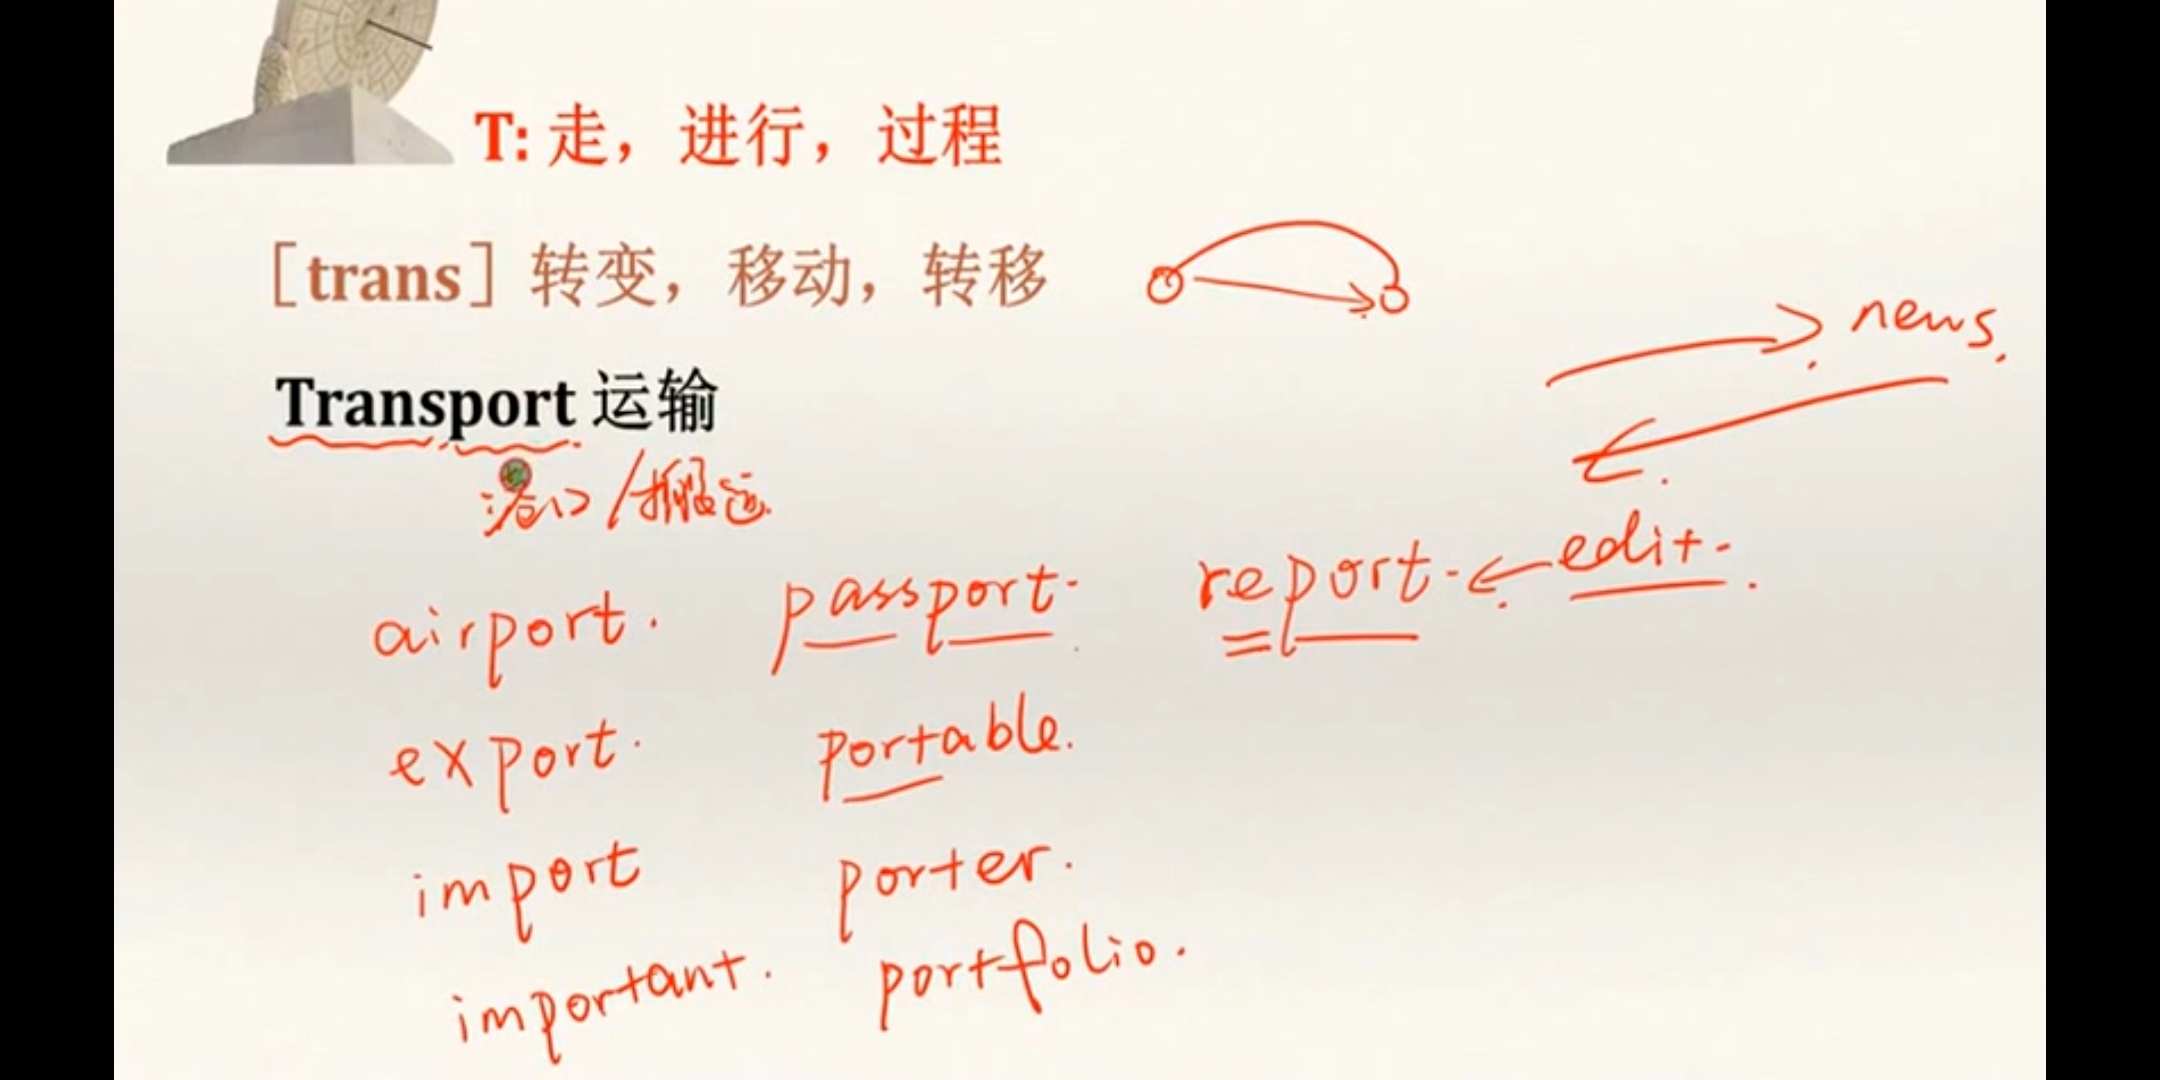 T: 走，进行，过程
[trans] 转变，移动，转移
news.
Transport 运输
港口/搬运
airport. passport. report. ← edit.
export. portable.
import porter.
important. portfolio.